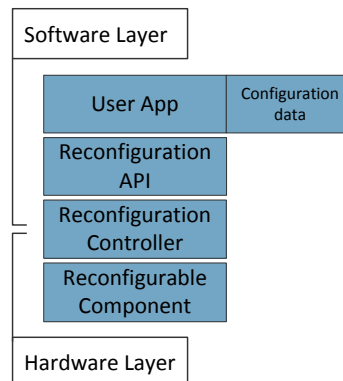 Software Layer
User App
Configuration
data
Reconfiguration
API
Reconfiguration
Controller
Reconfigurable
Component
Hardware Layer